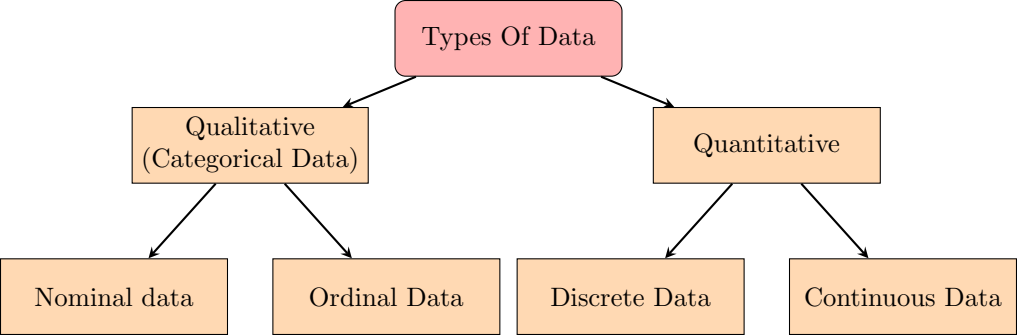 Types Of Data
Qualitative
(Categorical Data)
Quantitative
Nominal data
Ordinal Data
Discrete Data
Continuous Data